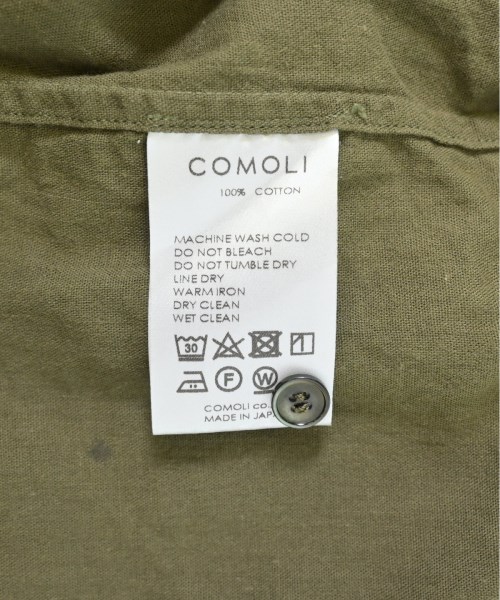 COMOLI
100% COTTON
MACHINE WASH COLD
DO NOT BLEACH
DO NOT TUMBLE DRY
LINE DRY
WARM IRON
DRY CLEAN
WET CLEAN
30
F
W
COMOLI co.
MADE IN